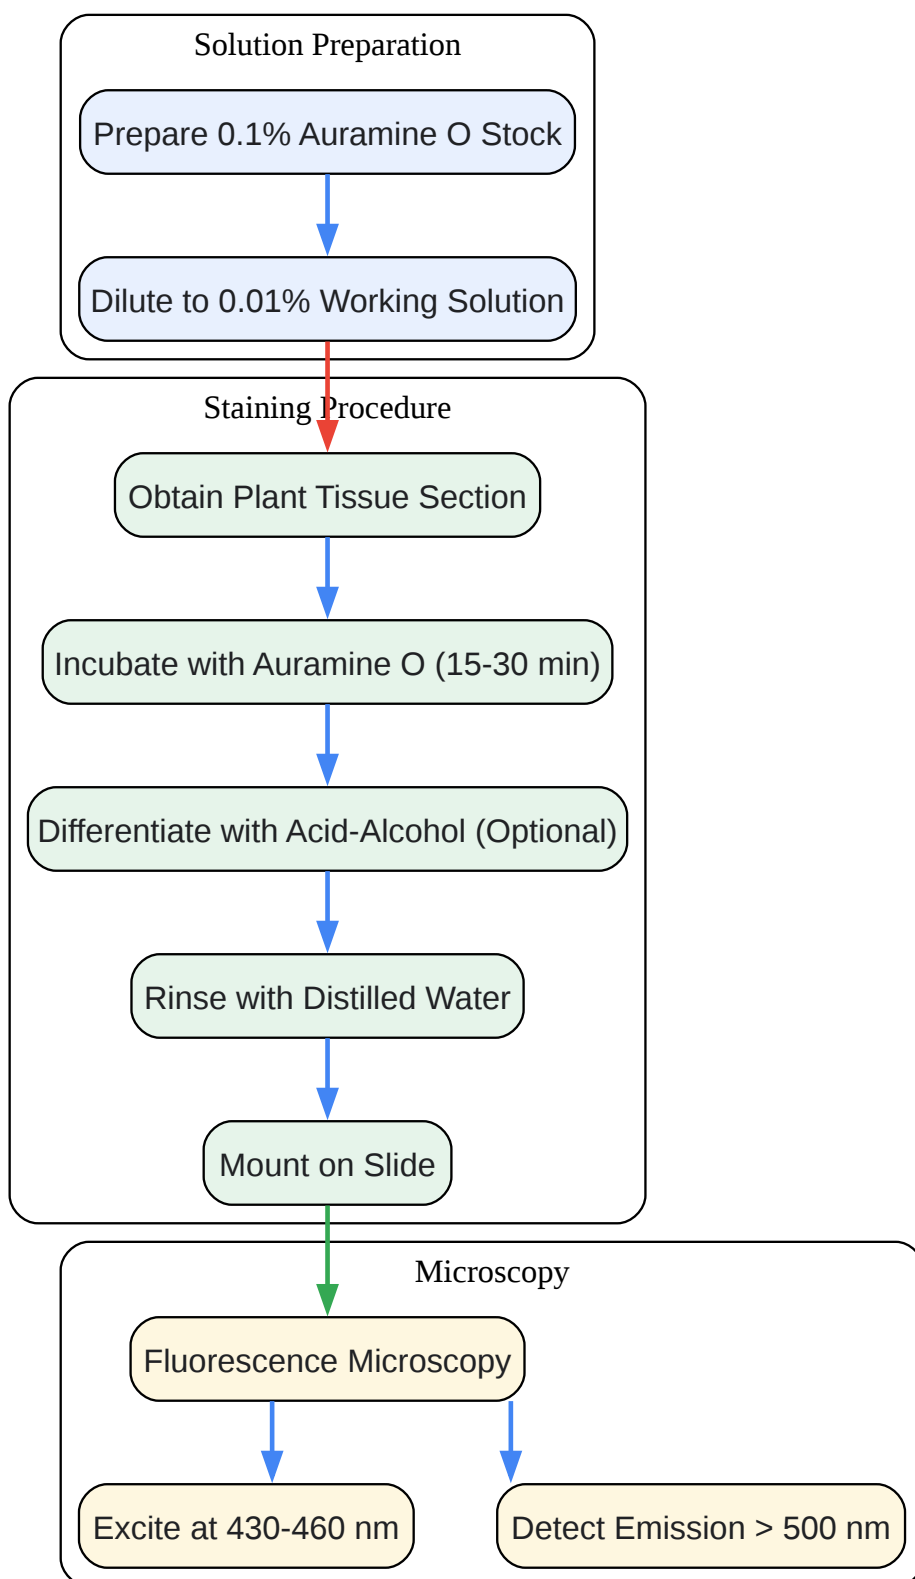 Solution Preparation
Prepare 0.1% Auramine O Stock
Dilute to 0.01% Working Solution
Staining Procedure
Obtain Plant Tissue Section
Incubate with Auramine O (15-30 min)
Differentiate with Acid-Alcohol (Optional)
Rinse with Distilled Water
Mount on Slide
Microscopy
Fluorescence Microscopy
Excite at 430-460 nm
Detect Emission > 500 nm